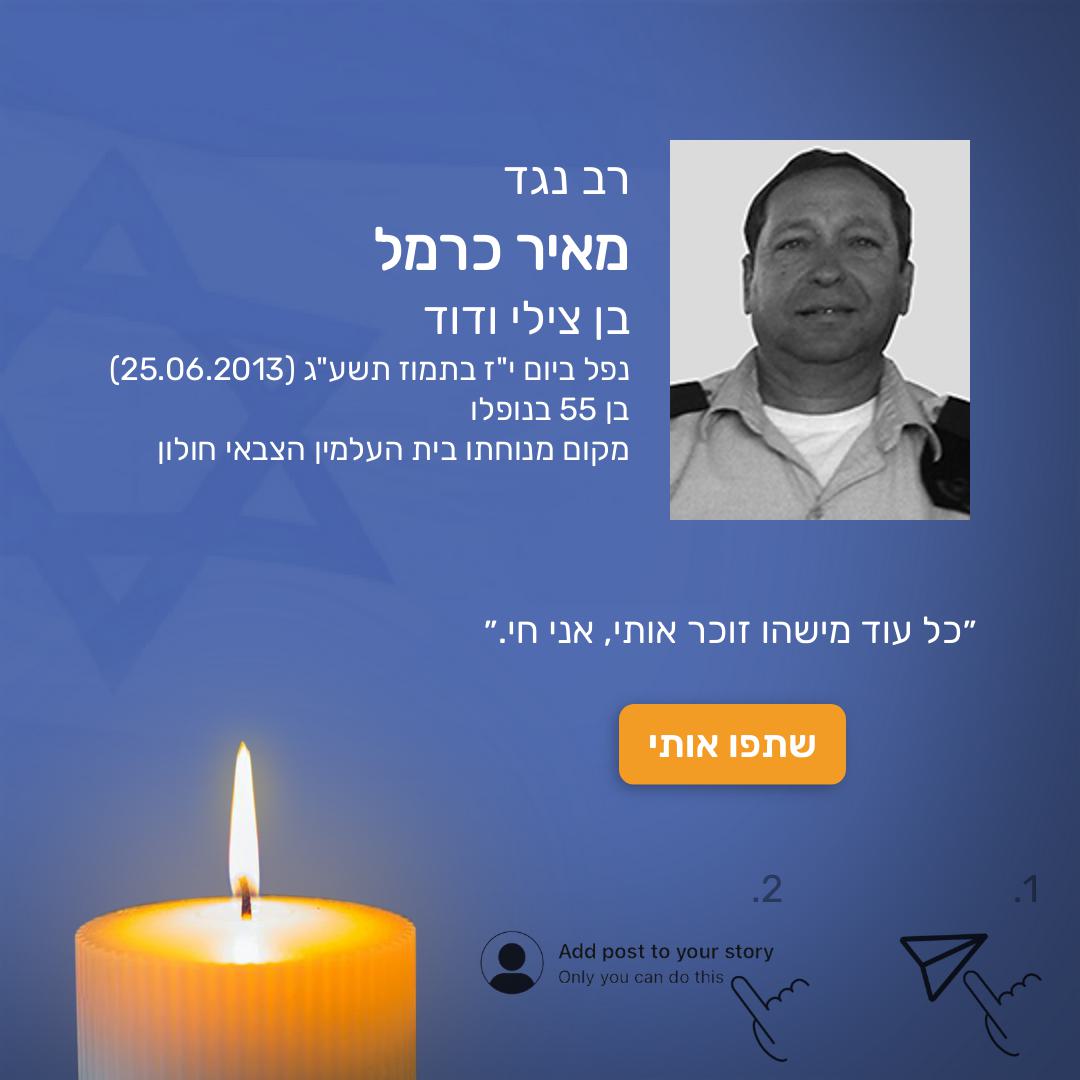 רב נגד
מאיר כרמל
בן צילי ודוד
נפל ביום י"ז בתמוז תשע"ג (25.06.2013)
בן 55 בנופלו
מקום מנוחתו בית העלמין הצבאי חולון
״כל עוד מישהו זוכר אותי, אני חי.״
שתפו אותי
1.
2.
Add post to your story
Only you can do this